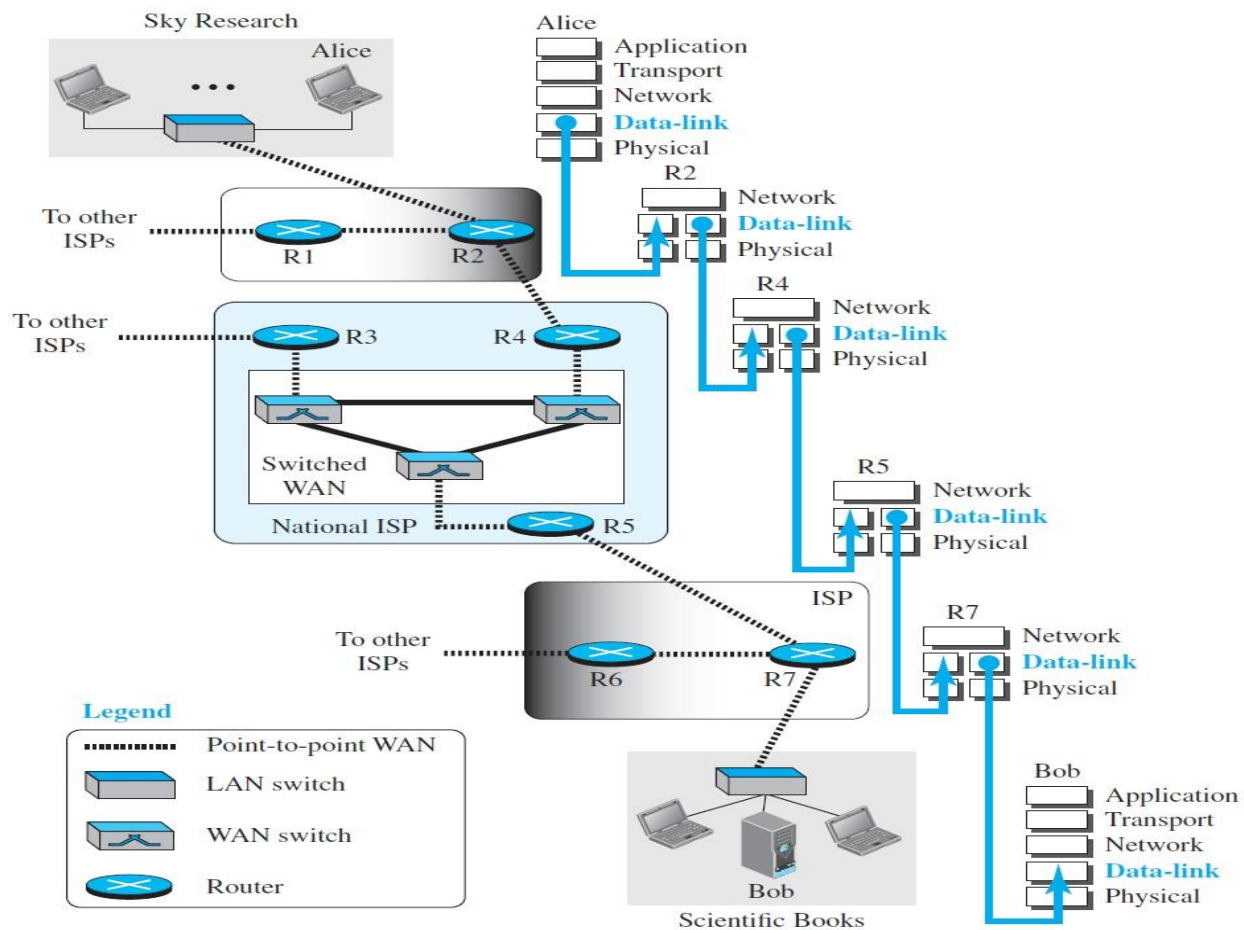 Sky Research
Alice
Alice
Application
Transport
Network
Data-link
Physical
R2
Network
Data-link
Physical
To other
ISPs
R1
R2
R4
Network
Data-link
Physical
To other
ISPs
R3
R4
Switched
WAN
National ISP
R5
R5
Network
Data-link
Physical
ISP
To other
ISPs
R6
R7
R7
Network
Data-link
Physical
Legend
Point-to-point WAN
LAN switch
WAN switch
Router
Bob
Scientific Books
Bob
Application
Transport
Network
Data-link
Physical